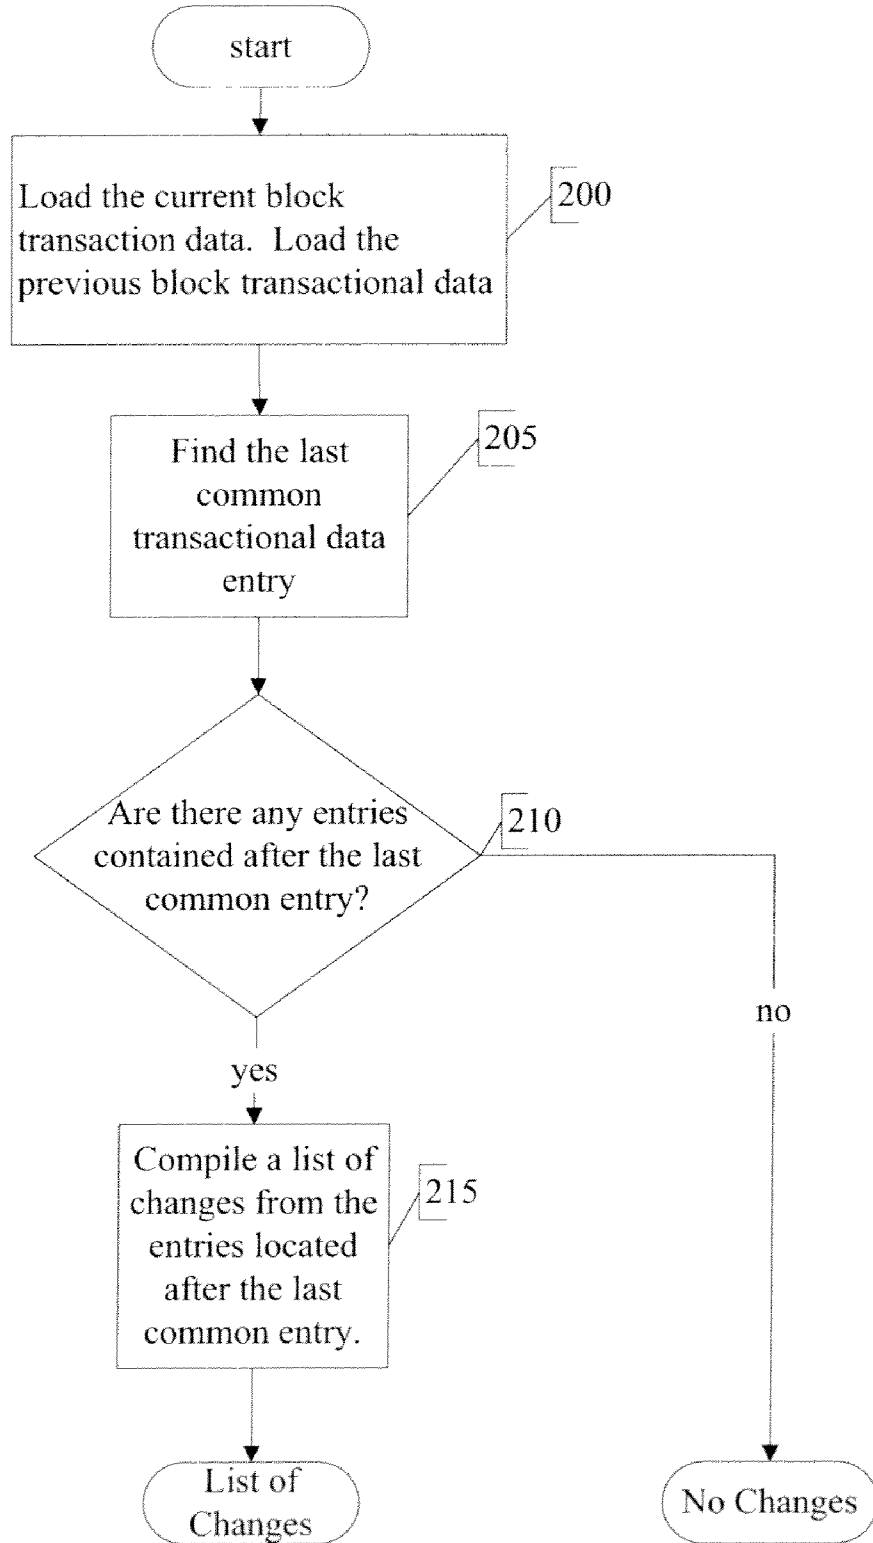 start
Load the current block
transaction data.  Load the
previous block transactional data
200
Find the last
common
transactional data
entry
205
Are there any entries
contained after the last
common entry?
210
no
yes
Compile a list of
changes from the
entries located
after the last
common entry.
215
List of
Changes
No Changes